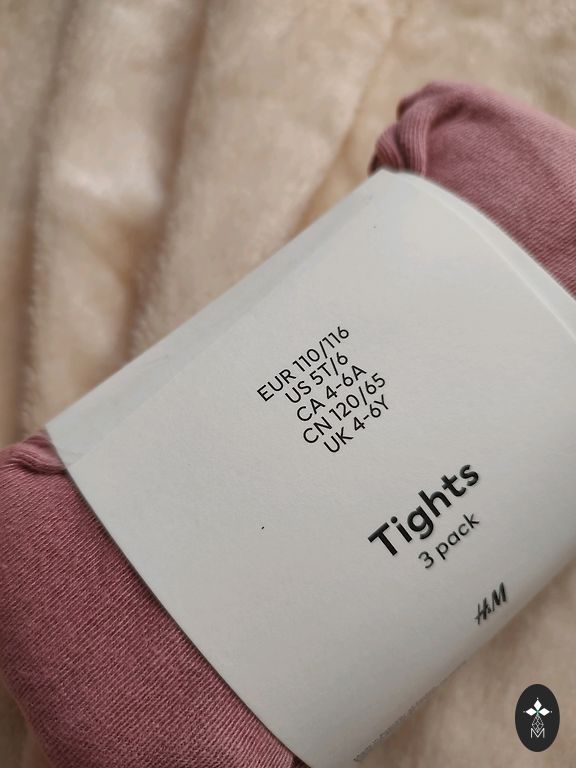 EUR 110/116
US 5T/6
CA 4-6A
CN 120/65
UK 4-6Y
Tights
3 pack
H&M
M